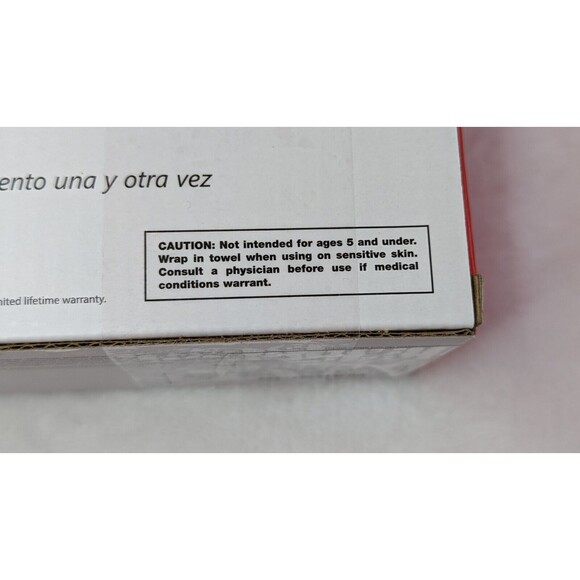 ento una y otra vez
CAUTION: Not intended for ages 5 and under.
Wrap in towel when using on sensitive skin.
Consult a physician before use if medical
conditions warrant.
nited lifetime warranty.